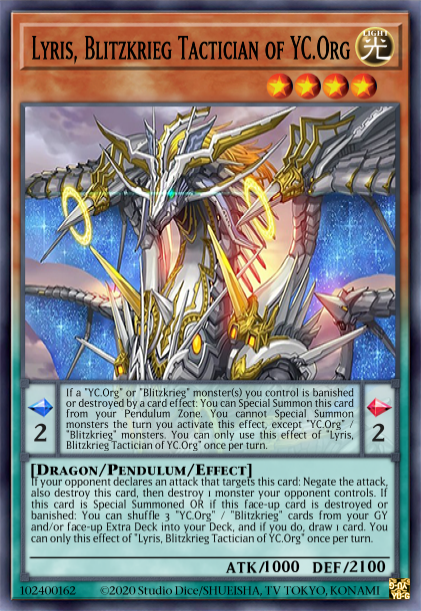 Lyris, Blitzkrieg Tactician of YC.Org
LIGHT
光
If a "YC.Org" or "Blitzkrieg" monster(s) you control is banished
or destroyed by a card effect: You can Special Summon this card
from your Pendulum Zone. You cannot Special Summon
monsters the turn you activate this effect, except "YC.Org" /
"Blitzkrieg" monsters. You can only use this effect of "Lyris,
Blitzkrieg Tactician of YC.Org" once per turn.
2
2
[Dragon/Pendulum/Effect]
If your opponent declares an attack that targets this card: Negate the attack,
also destroy this card, then destroy 1 monster your opponent controls. If
this card is Special Summoned OR if this face-up card is destroyed or
banished: You can shuffle 3 "YC.Org" / "Blitzkrieg" cards from your GY
and/or face-up Extra Deck into your Deck, and if you do, draw 1 card. You
can only this effect of "Lyris, Blitzkrieg Tactician of YC.Org" once per turn.
ATK/1000 DEF/2100
102400162 ©2020 Studio Dice/SHUEISHA, TV TOKYO, KONAMI